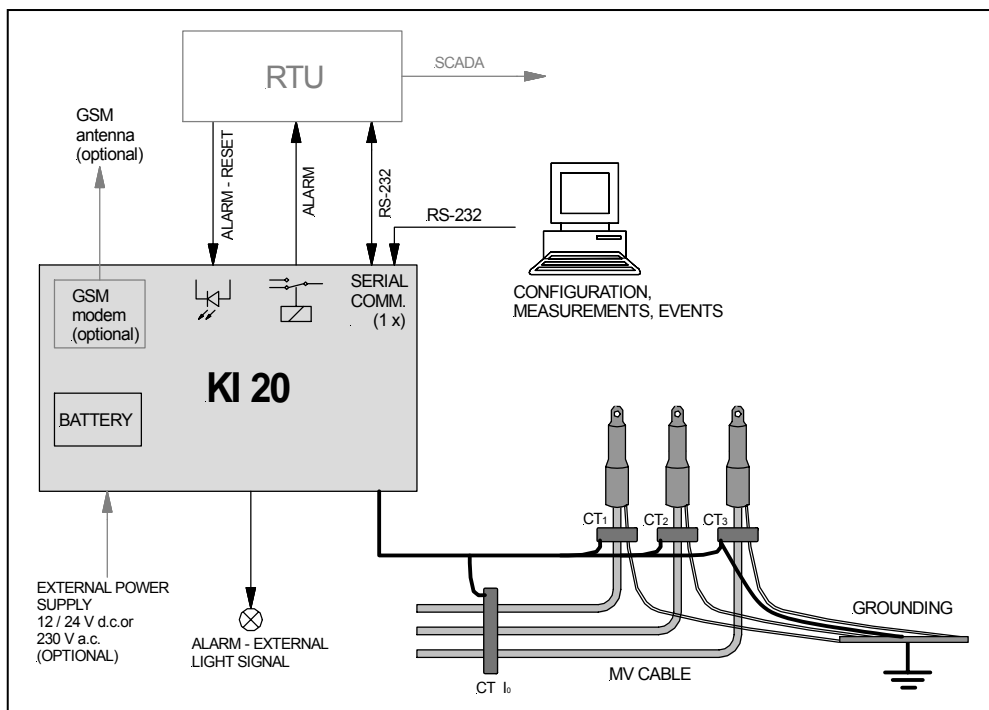 RTU
SCADA
GSM
antenna
(optional)
ALARM - RESET
ALARM
RS-232
RS-232
GSM
modem
(optional)
SERIAL
COMM.
(1 x)
CONFIGURATION,
MEASUREMENTS, EVENTS
KI 20
BATTERY
CT1
CT2
CT3
EXTERNAL POWER
SUPPLY
12 / 24 V d.c.or
230 V a.c.
(OPTIONAL)
ALARM - EXTERNAL
LIGHT SIGNAL
GROUNDING
MV CABLE
CT I0